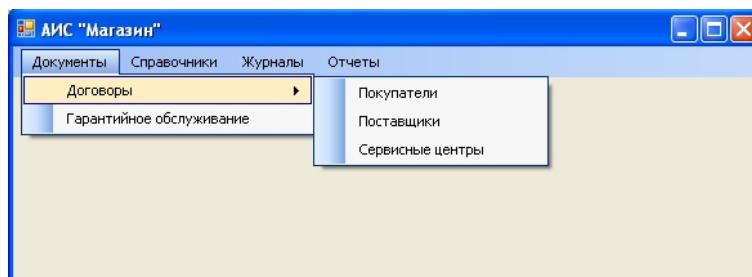 АИС "Магазин"
Документы Справочники Журналы Отчеты
Договоры
Гарантийное обслуживание
Покупатели
Поставщики
Сервисные центры